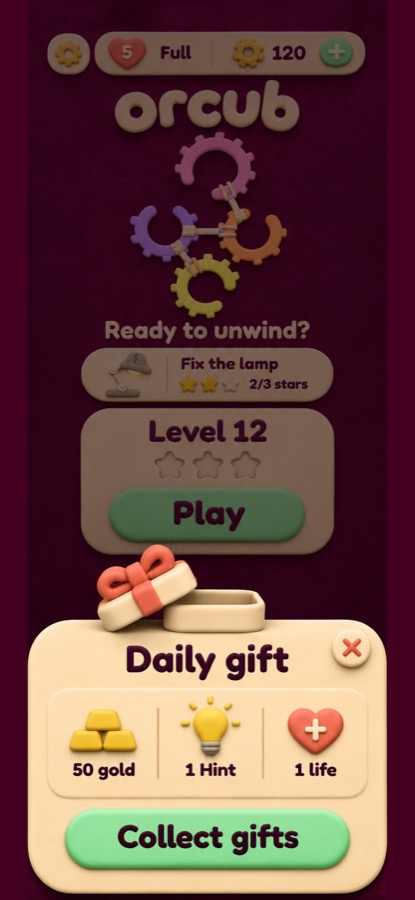 5 Full 120
orcub
Ready to unwind?
Fix the lamp
2/3 stars
Level 12
Play
Daily gift
50 gold 1 Hint 1 life
Collect gifts